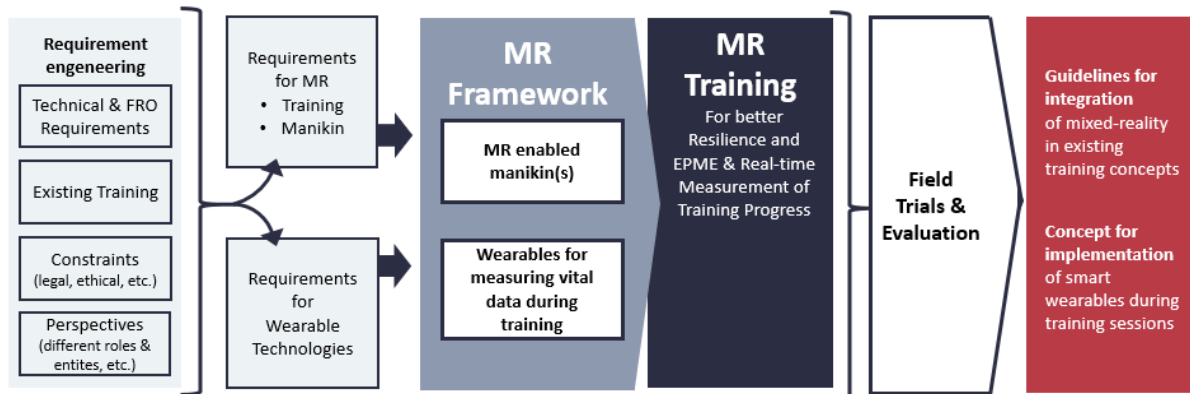 Requirement
engeneering
Technical & FRO
Requirements
Existing Training
Constraints
(legal, ethical, etc.)
Perspectives
(different roles &
entites, etc.)
Requirements
for MR
• Training
• Manikin
Requirements
for
Wearable
Technologies
MR
Framework
MR enabled
manikin(s)
Wearables for
measuring vital
data during
training
MR
Training
For better
Resilience and
EPME & Real-time
Measurement of
Training Progress
Field
Trials &
Evaluation
Guidelines for
integration
of mixed-reality
in existing
training concepts
Concept for
implementation
of smart
wearables during
training sessions